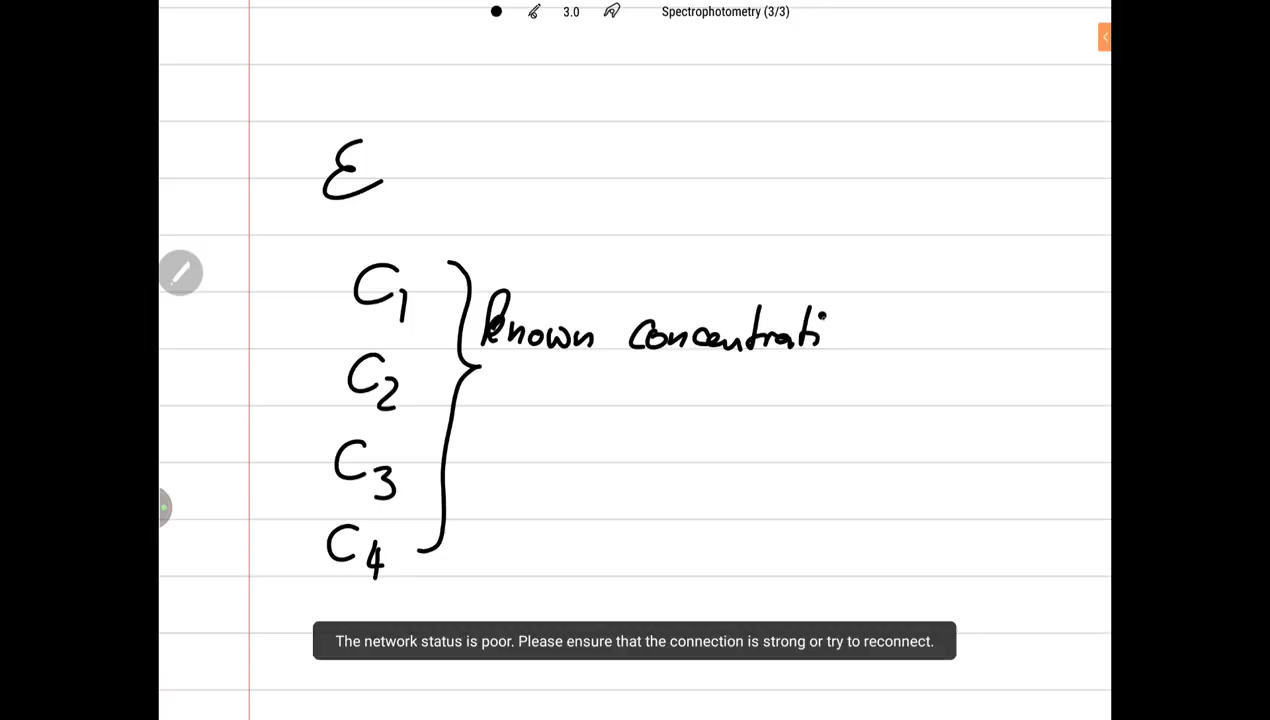 3.0 Spectrophotometry (3/3)
ε
C1
known concentrati
C2
C3
C4
The network status is poor. Please ensure that the connection is strong or try to reconnect.